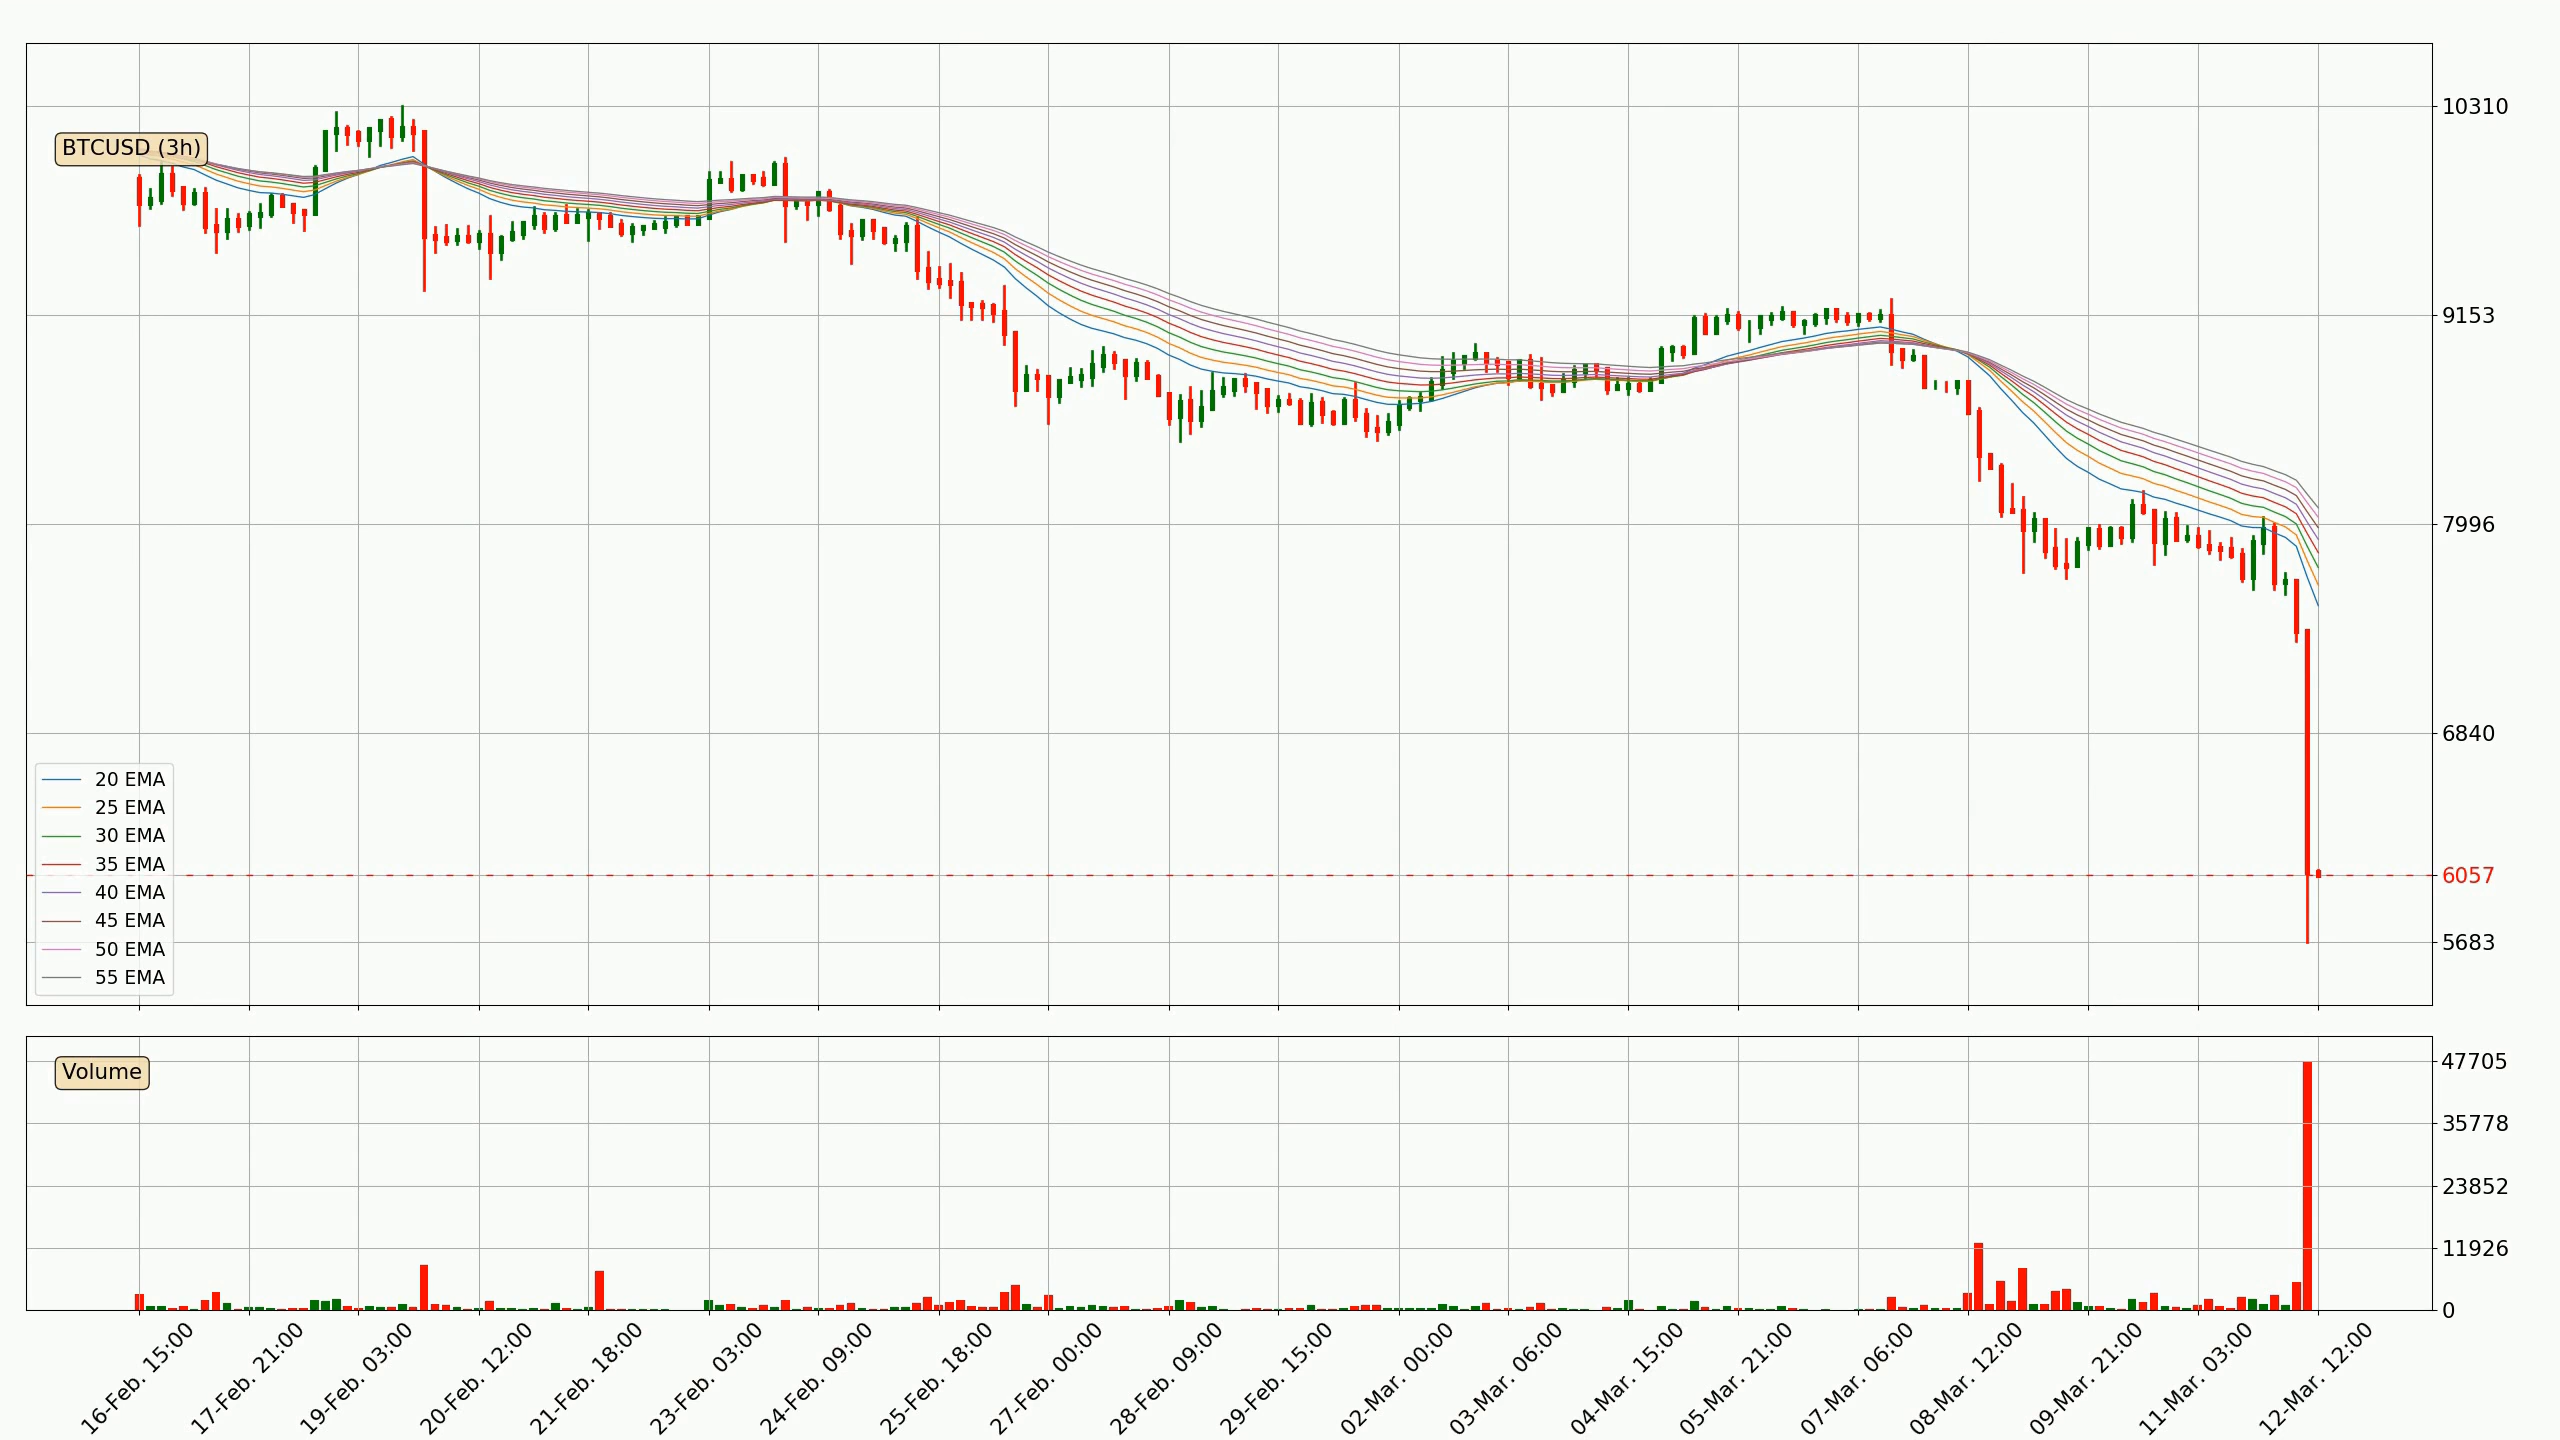 BTCUSD (3h)
10310
9153
7996
6840
6057
5683
20 EMA
25 EMA
30 EMA
35 EMA
40 EMA
45 EMA
50 EMA
55 EMA
Volume
47705
35778
23852
11926
0
16-Feb. 15:00
17-Feb. 21:00
19-Feb. 03:00
20-Feb. 12:00
21-Feb. 18:00
23-Feb. 03:00
24-Feb. 09:00
25-Feb. 18:00
27-Feb. 00:00
28-Feb. 09:00
29-Feb. 15:00
02-Mar. 00:00
03-Mar. 06:00
04-Mar. 15:00
05-Mar. 21:00
07-Mar. 06:00
08-Mar. 12:00
09-Mar. 21:00
11-Mar. 03:00
12-Mar. 12:00